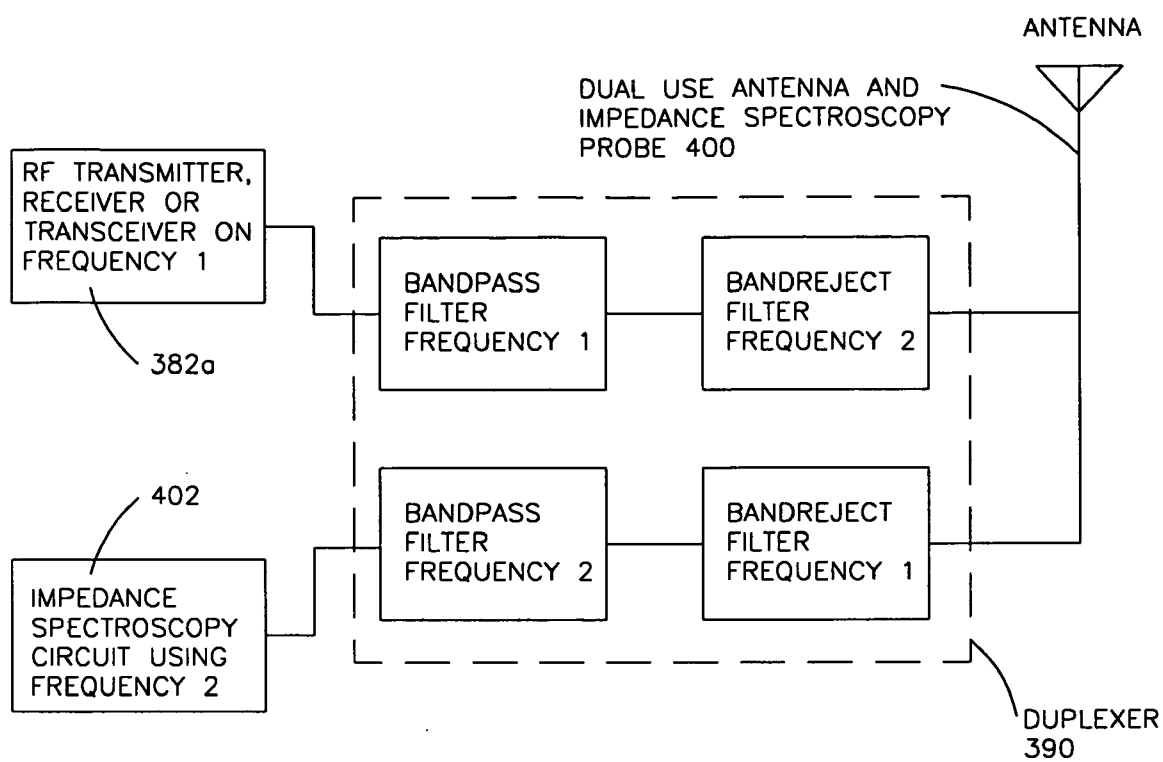 ANTENNA
DUAL USE ANTENNA AND
IMPEDANCE SPECTROSCOPY
PROBE 400
RF TRANSMITTER,
RECEIVER OR
TRANSCEIVER ON
FREQUENCY 1
382a
BANDPASS
FILTER
FREQUENCY 1
BANDREJECT
FILTER
FREQUENCY 2
402
IMPEDANCE
SPECTROSCOPY
CIRCUIT USING
FREQUENCY 2
BANDPASS
FILTER
FREQUENCY 2
BANDREJECT
FILTER
FREQUENCY 1
DUPLEXER
390